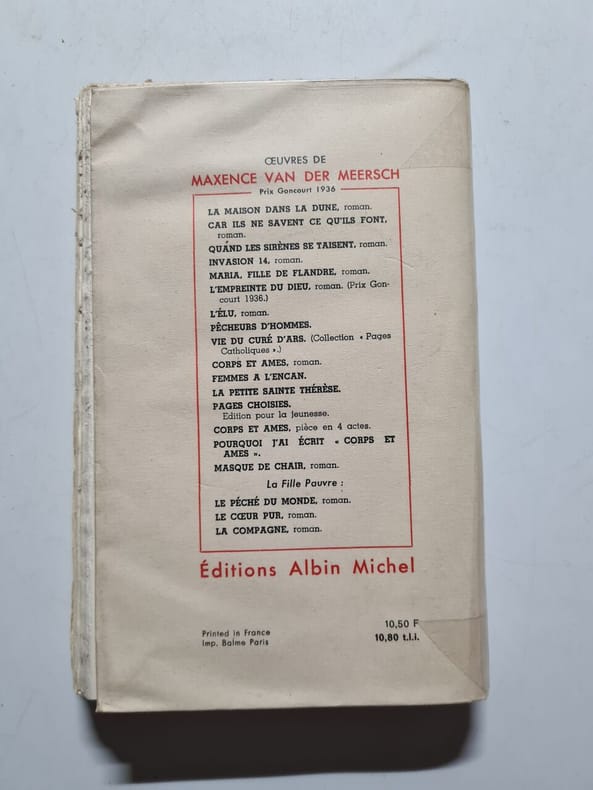 ŒUVRES DE
MAXENCE VAN DER MEERSCH
Prix Goncourt 1936
LA MAISON DANS LA DUNE, roman.
CAR ILS NE SAVENT CE QU'ILS FONT,
roman.
QUAND LES SIRÈNES SE TAISENT, roman.
INVASION 14, roman.
MARIA, FILLE DE FLANDRE, roman.
L'EMPREINTE DU DIEU, roman. (Prix Gon-
court 1936.)
L'ÉLU, roman.
PÊCHEURS D'HOMMES.
VIE DU CURÉ D'ARS. (Collection « Pages
Catholiques ».)
CORPS ET AMES, roman.
FEMMES A L'ENCAN.
LA PETITE SAINTE THÉRÈSE.
PAGES CHOISIES.
Edition pour la jeunesse.
CORPS ET AMES, pièce en 4 actes.
POURQUOI J'AI ÉCRIT « CORPS ET
AMES ».
MASQUE DE CHAIR, roman.
La Fille Pauvre :
LE PÉCHÉ DU MONDE, roman.
LE CŒUR PUR, roman.
LA COMPAGNE, roman.
Éditions Albin Michel
10,50 F
10,80 t.l.i.
Printed in France
Imp. Balme Paris